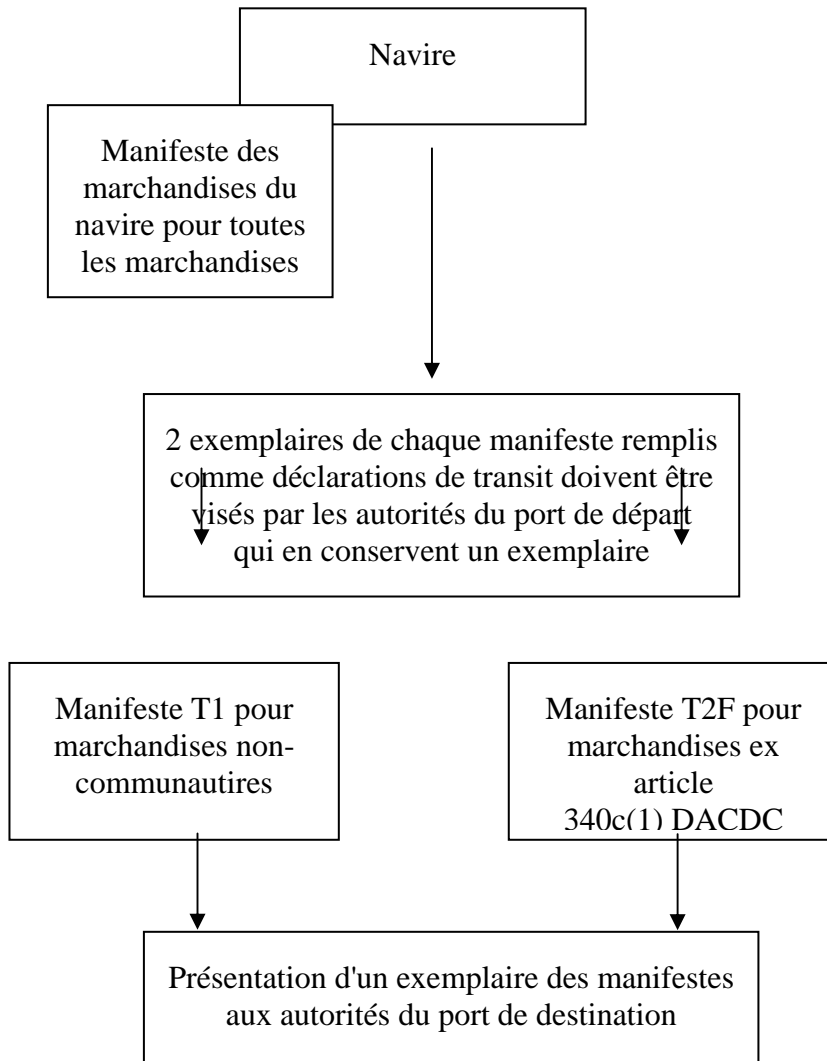 Navire
Manifeste des
marchandises du
navire pour toutes
les marchandises
2 exemplaires de chaque manifeste remplis
comme déclarations de transit doivent être
visés par les autorités du port de départ
qui en conservent un exemplaire
Manifeste T1 pour
marchandises non-
communautires
Manifeste T2F pour
marchandises ex
article
340c(1) DACDC
Présentation d'un exemplaire des manifestes
aux autorités du port de destination